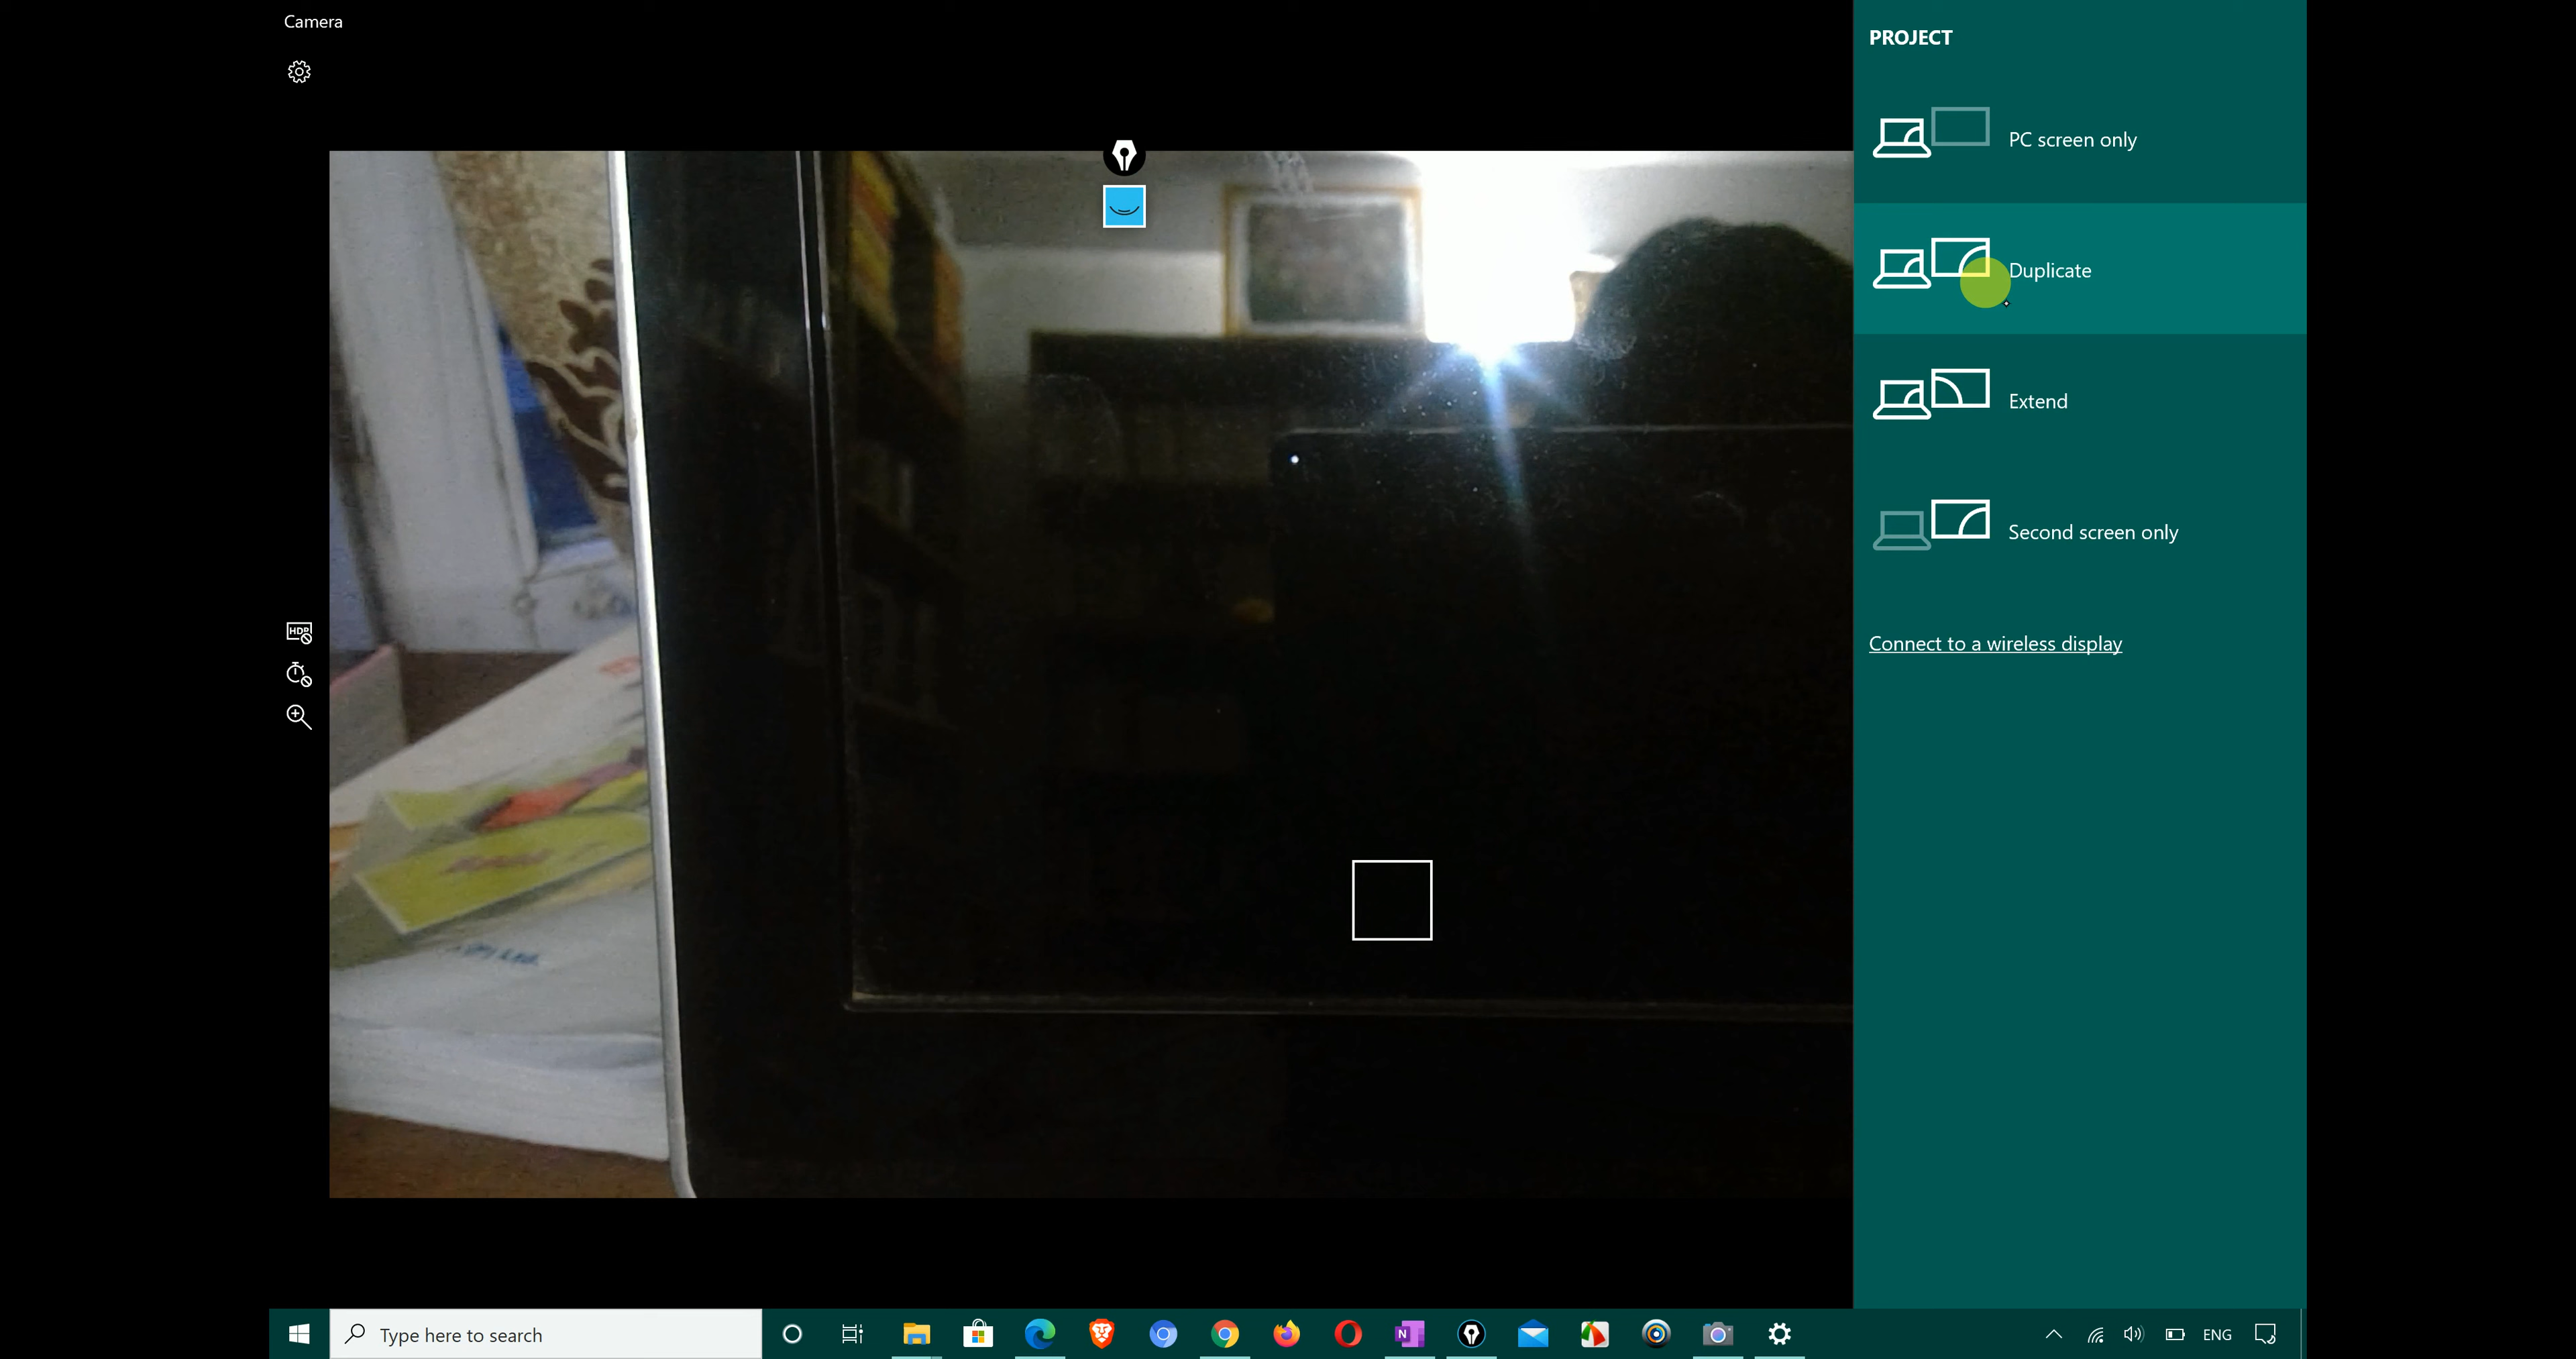 Camera
PROJECT
PC screen only
Duplicate
Extend
Second screen only
Connect to a wireless display
HDR
Type here to search
N
ENG